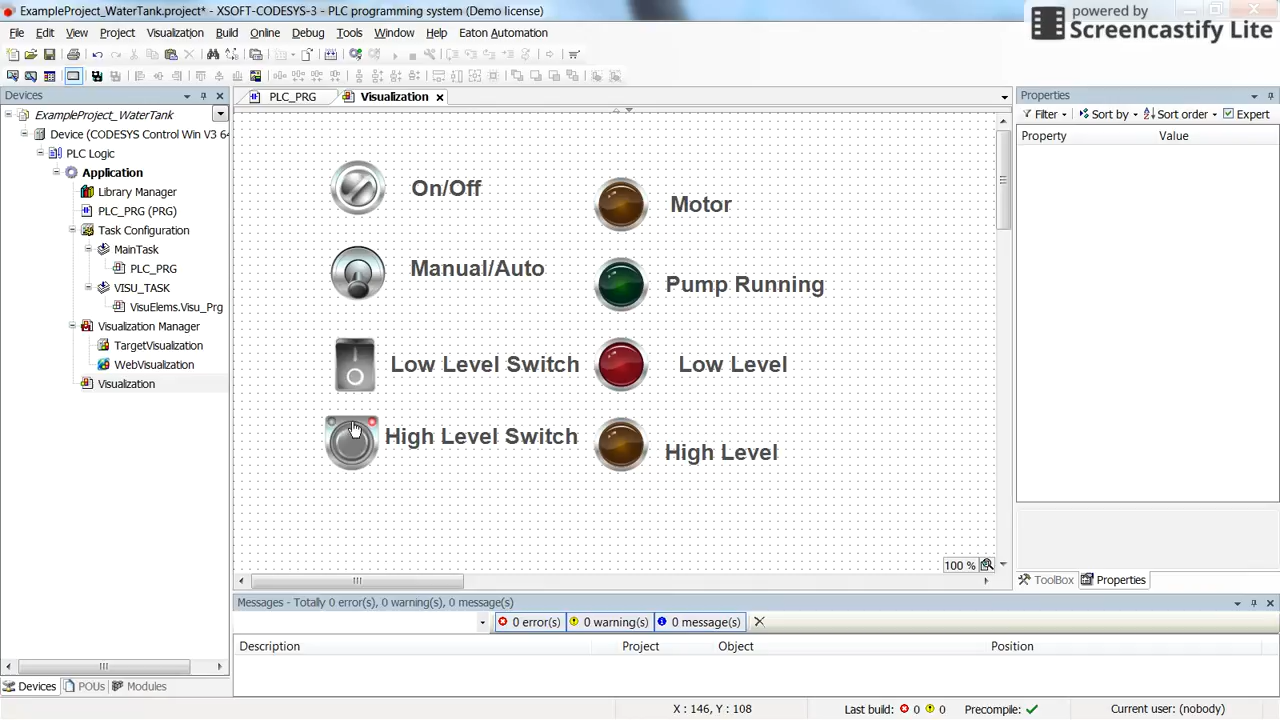 ExampleProject_WaterTank.project* - XSOFT-CODESYS-3 - PLC programming system (Demo license)
powered by
Screencastify Lite
File Edit View Project Visualization Build Online Debug Tools Window Help Eaton Automation
Devices
ExampleProject_WaterTank
Device (CODESYS Control Win V3 64
PLC Logic
Application
Library Manager
PLC_PRG (PRG)
Task Configuration
MainTask
PLC_PRG
VISU_TASK
VisuElems.Visu_Prg
Visualization Manager
TargetVisualization
WebVisualization
Visualization
Devices POUs Modules
PLC_PRG Visualization
On/Off
Manual/Auto
Low Level Switch
High Level Switch
Motor
Pump Running
Low Level
High Level
100 %
Properties
Filter Sort by Sort order Expert
Property Value
ToolBox Properties
Messages - Totally 0 error(s), 0 warning(s), 0 message(s)
0 error(s) 0 warning(s) 0 message(s)
Description Project Object Position
X : 146, Y : 108
Last build: 0 0 Precompile:
Current user: (nobody)